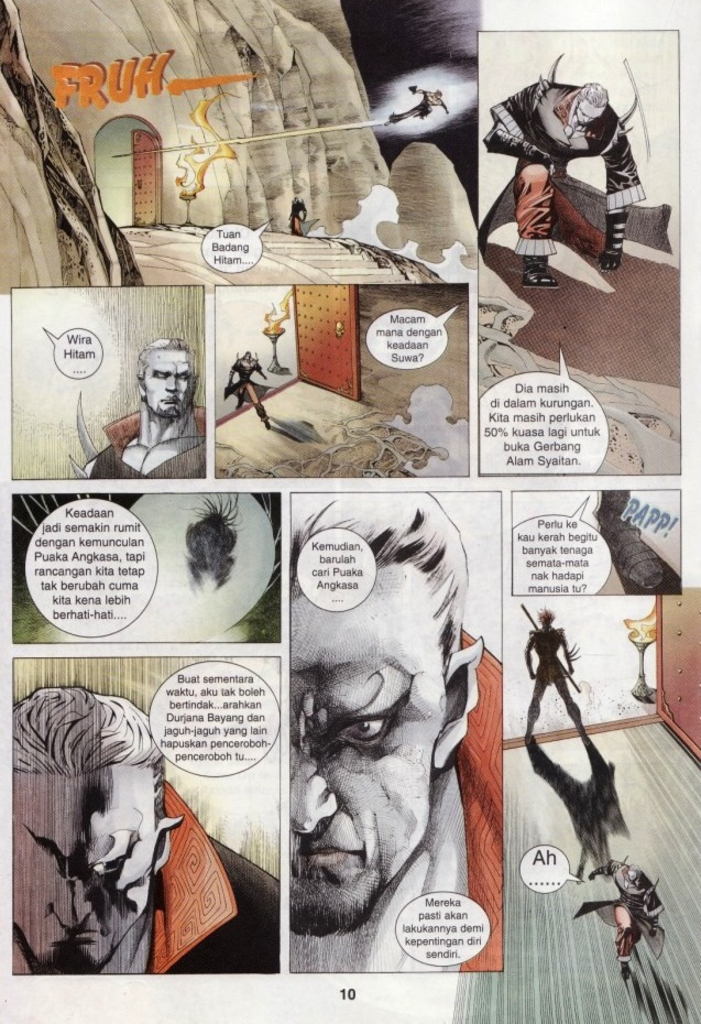 FRUH
Tuan
Badang
Hitam....
Wira
Hitam
....
Macam
mana dengan
keadaan
Suwa?
Dia masih
di dalam kurungan.
Kita masih perlukan
50% kuasa lagi untuk
buka Gerbang
Alam Syaitan.
Keadaan
jadi semakin rumit
dengan kemunculan
Puaka Angkasa, tapi
rancangan kita tetap
tak berubah cuma
kita kena lebih
berhati-hati....
Buat sementara
waktu, aku tak boleh
bertindak...arahkan
Durjana Bayang dan
jaguh-jaguh yang lain
hapuskan penceroboh-
penceroboh tu....
Kemudian,
barulah
cari Puaka
Angkasa
....
Mereka
pasti akan
lakukannya demi
kepentingan diri
sendiri.
Perlu ke
kau kerah begitu
banyak tenaga
semata-mata
nak hadapi
manusia tu?
PAPP!
Ah
......
10